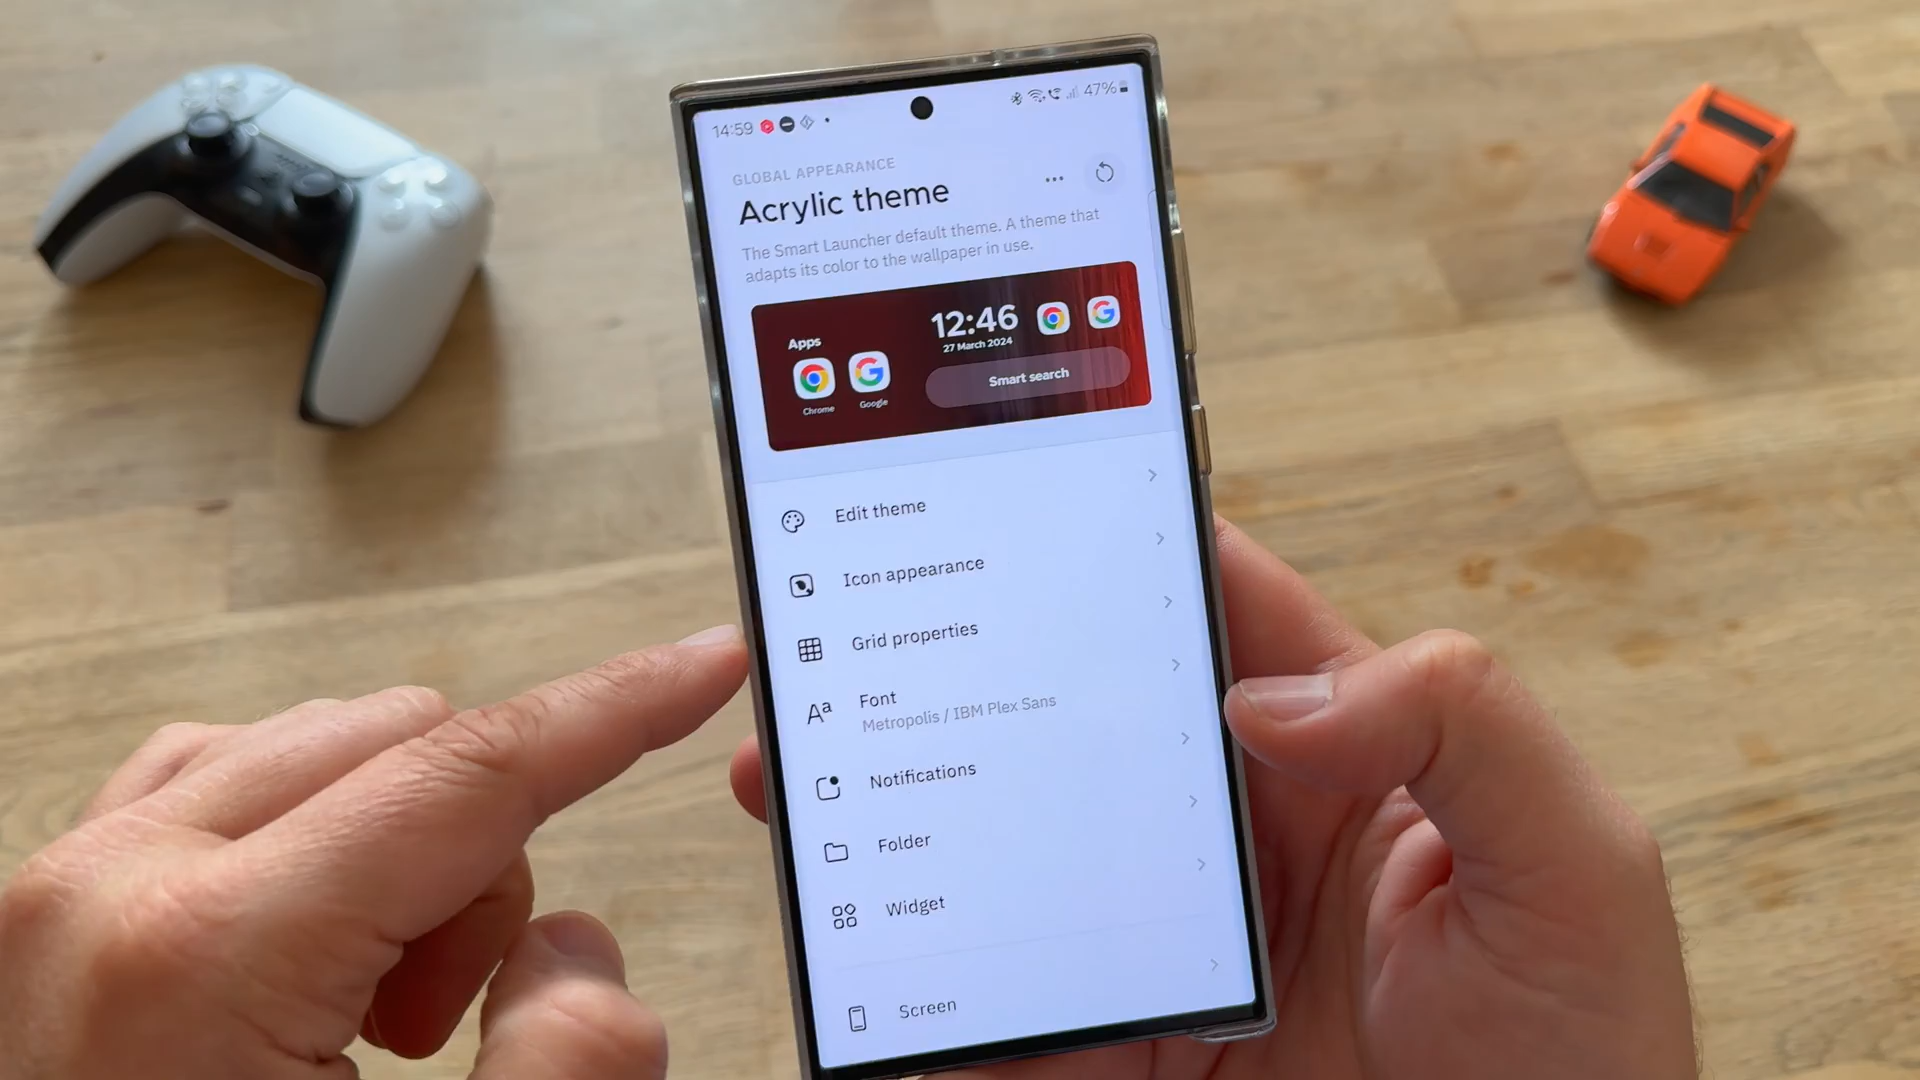 14:59
47%
GLOBAL APPEARANCE
Acrylic theme
The Smart Launcher default theme. A theme that
adapts its color to the wallpaper in use.
Apps
Chrome
Google
12:46
27 March 2024
Smart search
Edit theme
Icon appearance
Grid properties
Font
Metropolis / IBM Plex Sans
Notifications
Folder
Widget
Screen